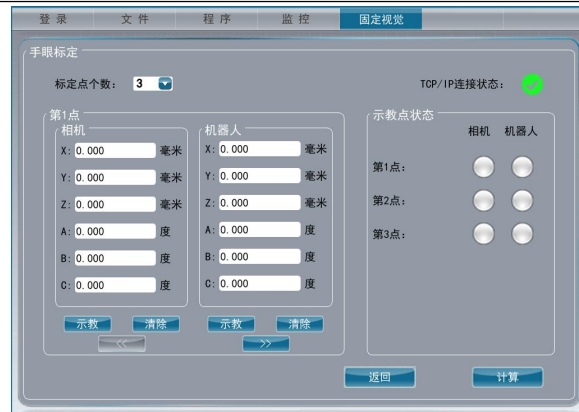 登录 文件 程序 监控 固定视觉
手眼标定
标定点个数： 3 TCP/IP连接状态：
第1点
相机
X: 0.000 毫米
Y: 0.000 毫米
Z: 0.000 毫米
A: 0.000 度
B: 0.000 度
C: 0.000 度
示教 清除
<<
机器人
X: 0.000 毫米
Y: 0.000 毫米
Z: 0.000 毫米
A: 0.000 度
B: 0.000 度
C: 0.000 度
示教 清除
>>
示教点状态
相机 机器人
第1点：
第2点：
第3点：
返回 计算